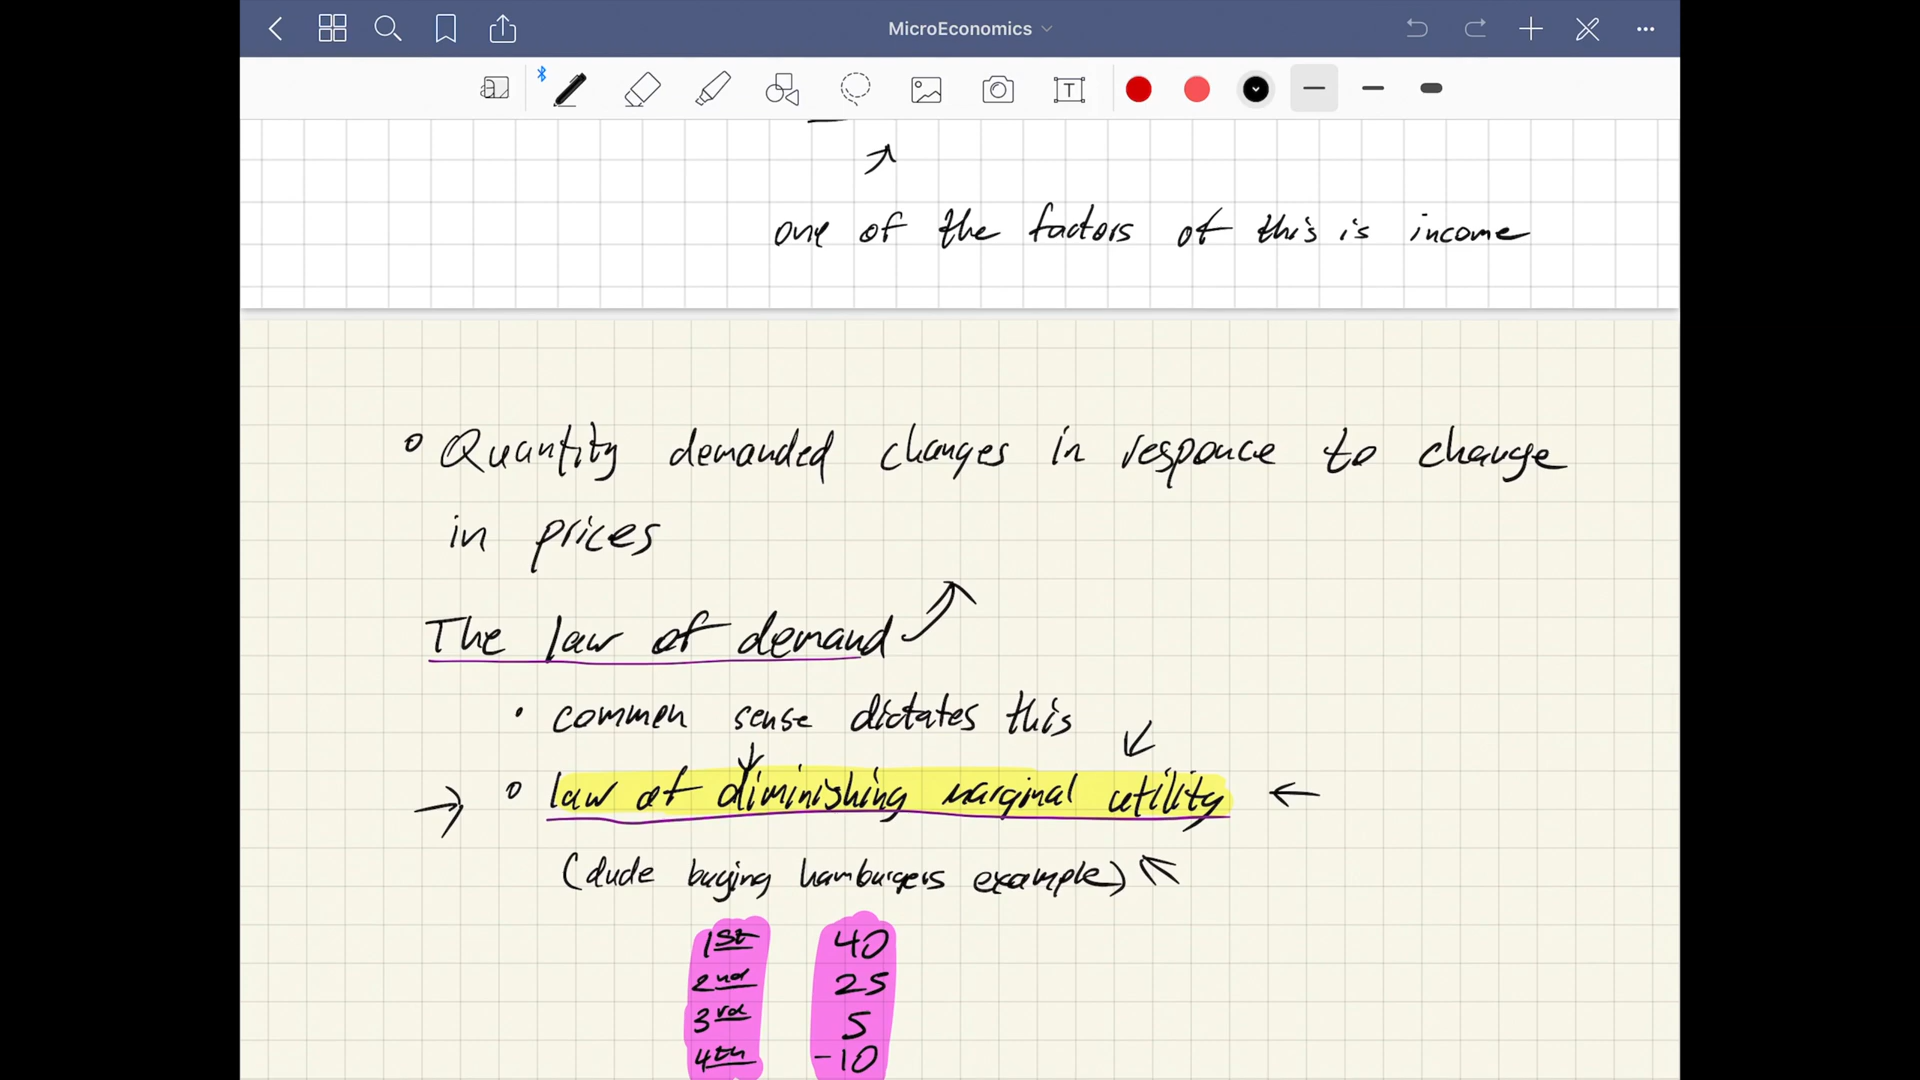 MicroEconomics
T
one of the factors of this is income
Quantity demanded changes in responce to change
in prices
The law of demand
common sense dictates this
law of diminishing marginal utility
(dude buying hamburgers example)
1st 40
2nd 25
3rd 5
4th -10